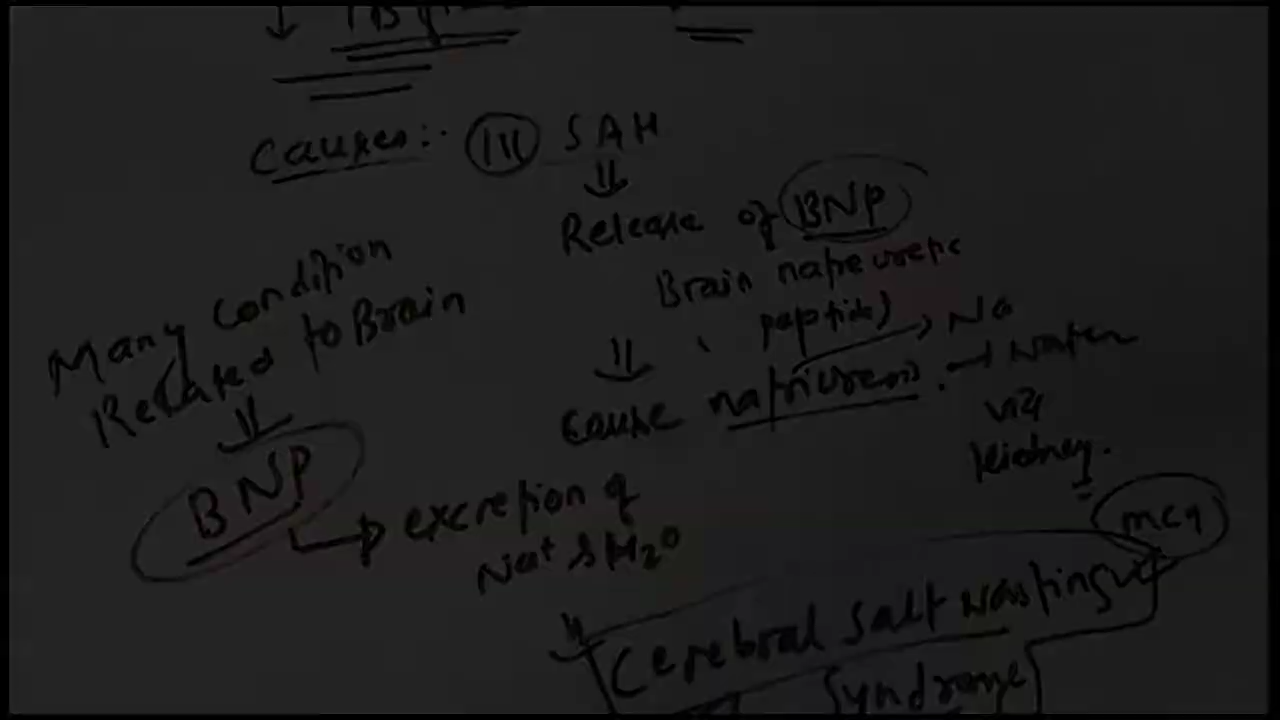 Causes:- III SAH
Release of BNP
Brain natreurepc
peptide)
cause natriuresis. → Na
→ water
via
kidney.
Many condition
Related to Brain
BNP
→ excretion of
Na+ & H2O
mcq
Cerebral salt wasting
Syndrome